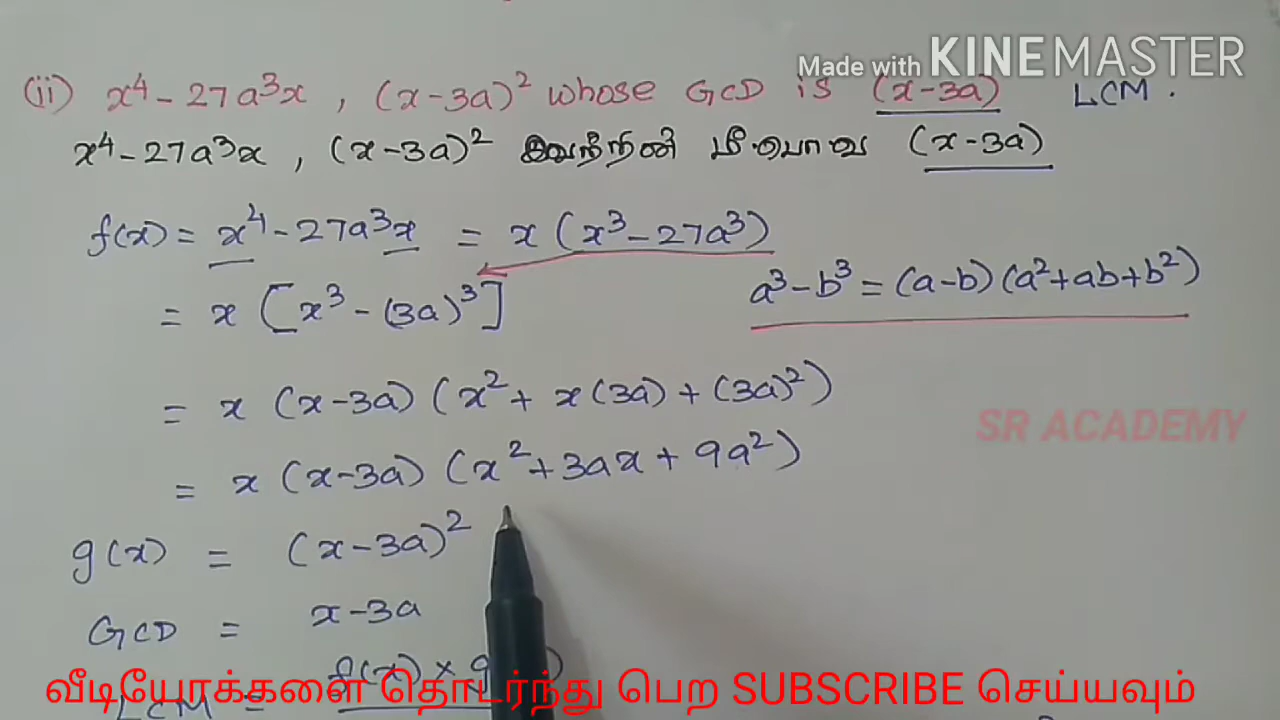 Made with KINEMASTER
(ii) x⁴ - 27a³x , (x-3a)² whose GCD is (x-3a) LCM.
x⁴ - 27a³x , (x-3a)² இவற்றின் மீ பொ வ (x-3a)
f(x) = x⁴ - 27a³x = x (x³ - 27a³)
= x [x³ - (3a)³]
a³ - b³ = (a-b) (a² + ab + b²)
= x (x-3a) (x² + x(3a) + (3a)²)
SR ACADEMY
= x (x-3a) (x² + 3ax + 9a²)
g(x) = (x-3a)²
GCD = x-3a
f(x) × g
வீடியோக்களை தொடர்ந்து பெற SUBSCRIBE செய்யவும்
LCM =